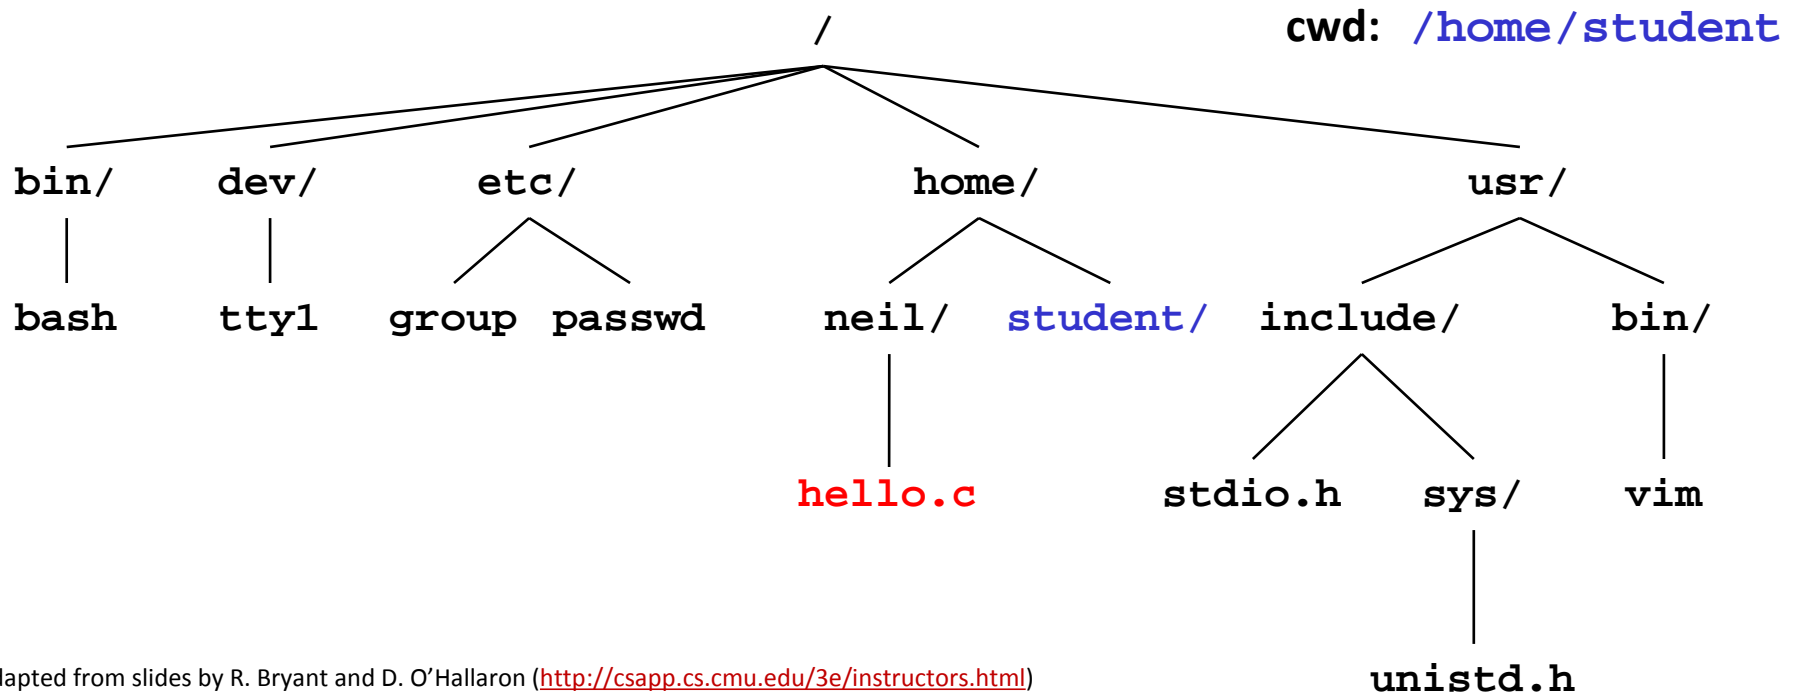 /
cwd: /home/student
bin/ dev/ etc/ home/ usr/
bash tty1 group passwd neil/ student/ include/ bin/
hello.c stdio.h sys/ vim
unistd.h
dapted from slides by R. Bryant and D. O’Hallaron (http://csapp.cs.cmu.edu/3e/instructors.html)